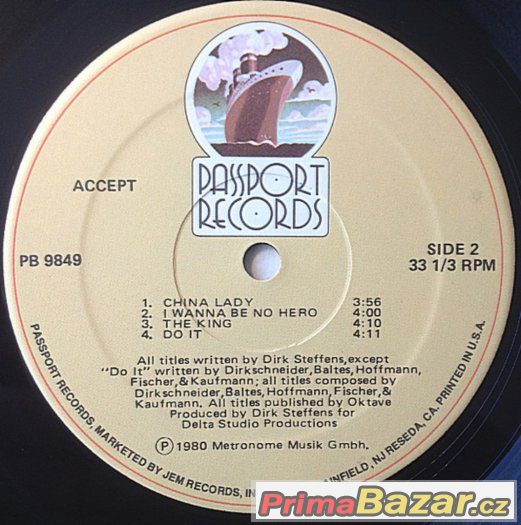 PASSPORT
RECORDS
ACCEPT
PB 9849
SIDE 2
33 1/3 RPM
1. CHINA LADY 3:56
2. I WANNA BE NO HERO 4:00
3. THE KING 4:10
4. DO IT 4:11
All titles written by Dirk Steffens, except
"Do It" written by Dirkschneider, Baltes, Hoffmann,
Fischer, & Kaufmann; all titles composed by
Dirkschneider, Baltes, Hoffmann, Fischer, &
Kaufmann. All titles published by Oktave
Produced by Dirk Steffens for
Delta Studio Productions
Ⓟ 1980 Metronome Musik Gmbh.
PASSPORT RECORDS, MARKETED BY JEM RECORDS, IN AINFIELD, NJ RESEDA, CA. PRINTED IN U.S.A.
PrimaBazar.cz